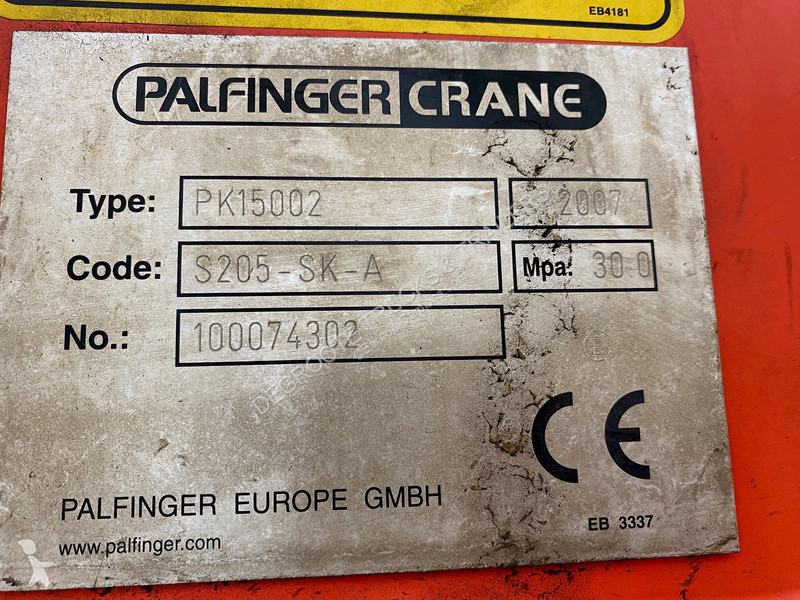 EB4181
PALFINGER CRANE
Type: PK15002 2007
Code: S205-SK-A Mpa: 30.0
No.: 100074302
PALFINGER EUROPE GMBH
CE
EB 3337
www.palfinger.com